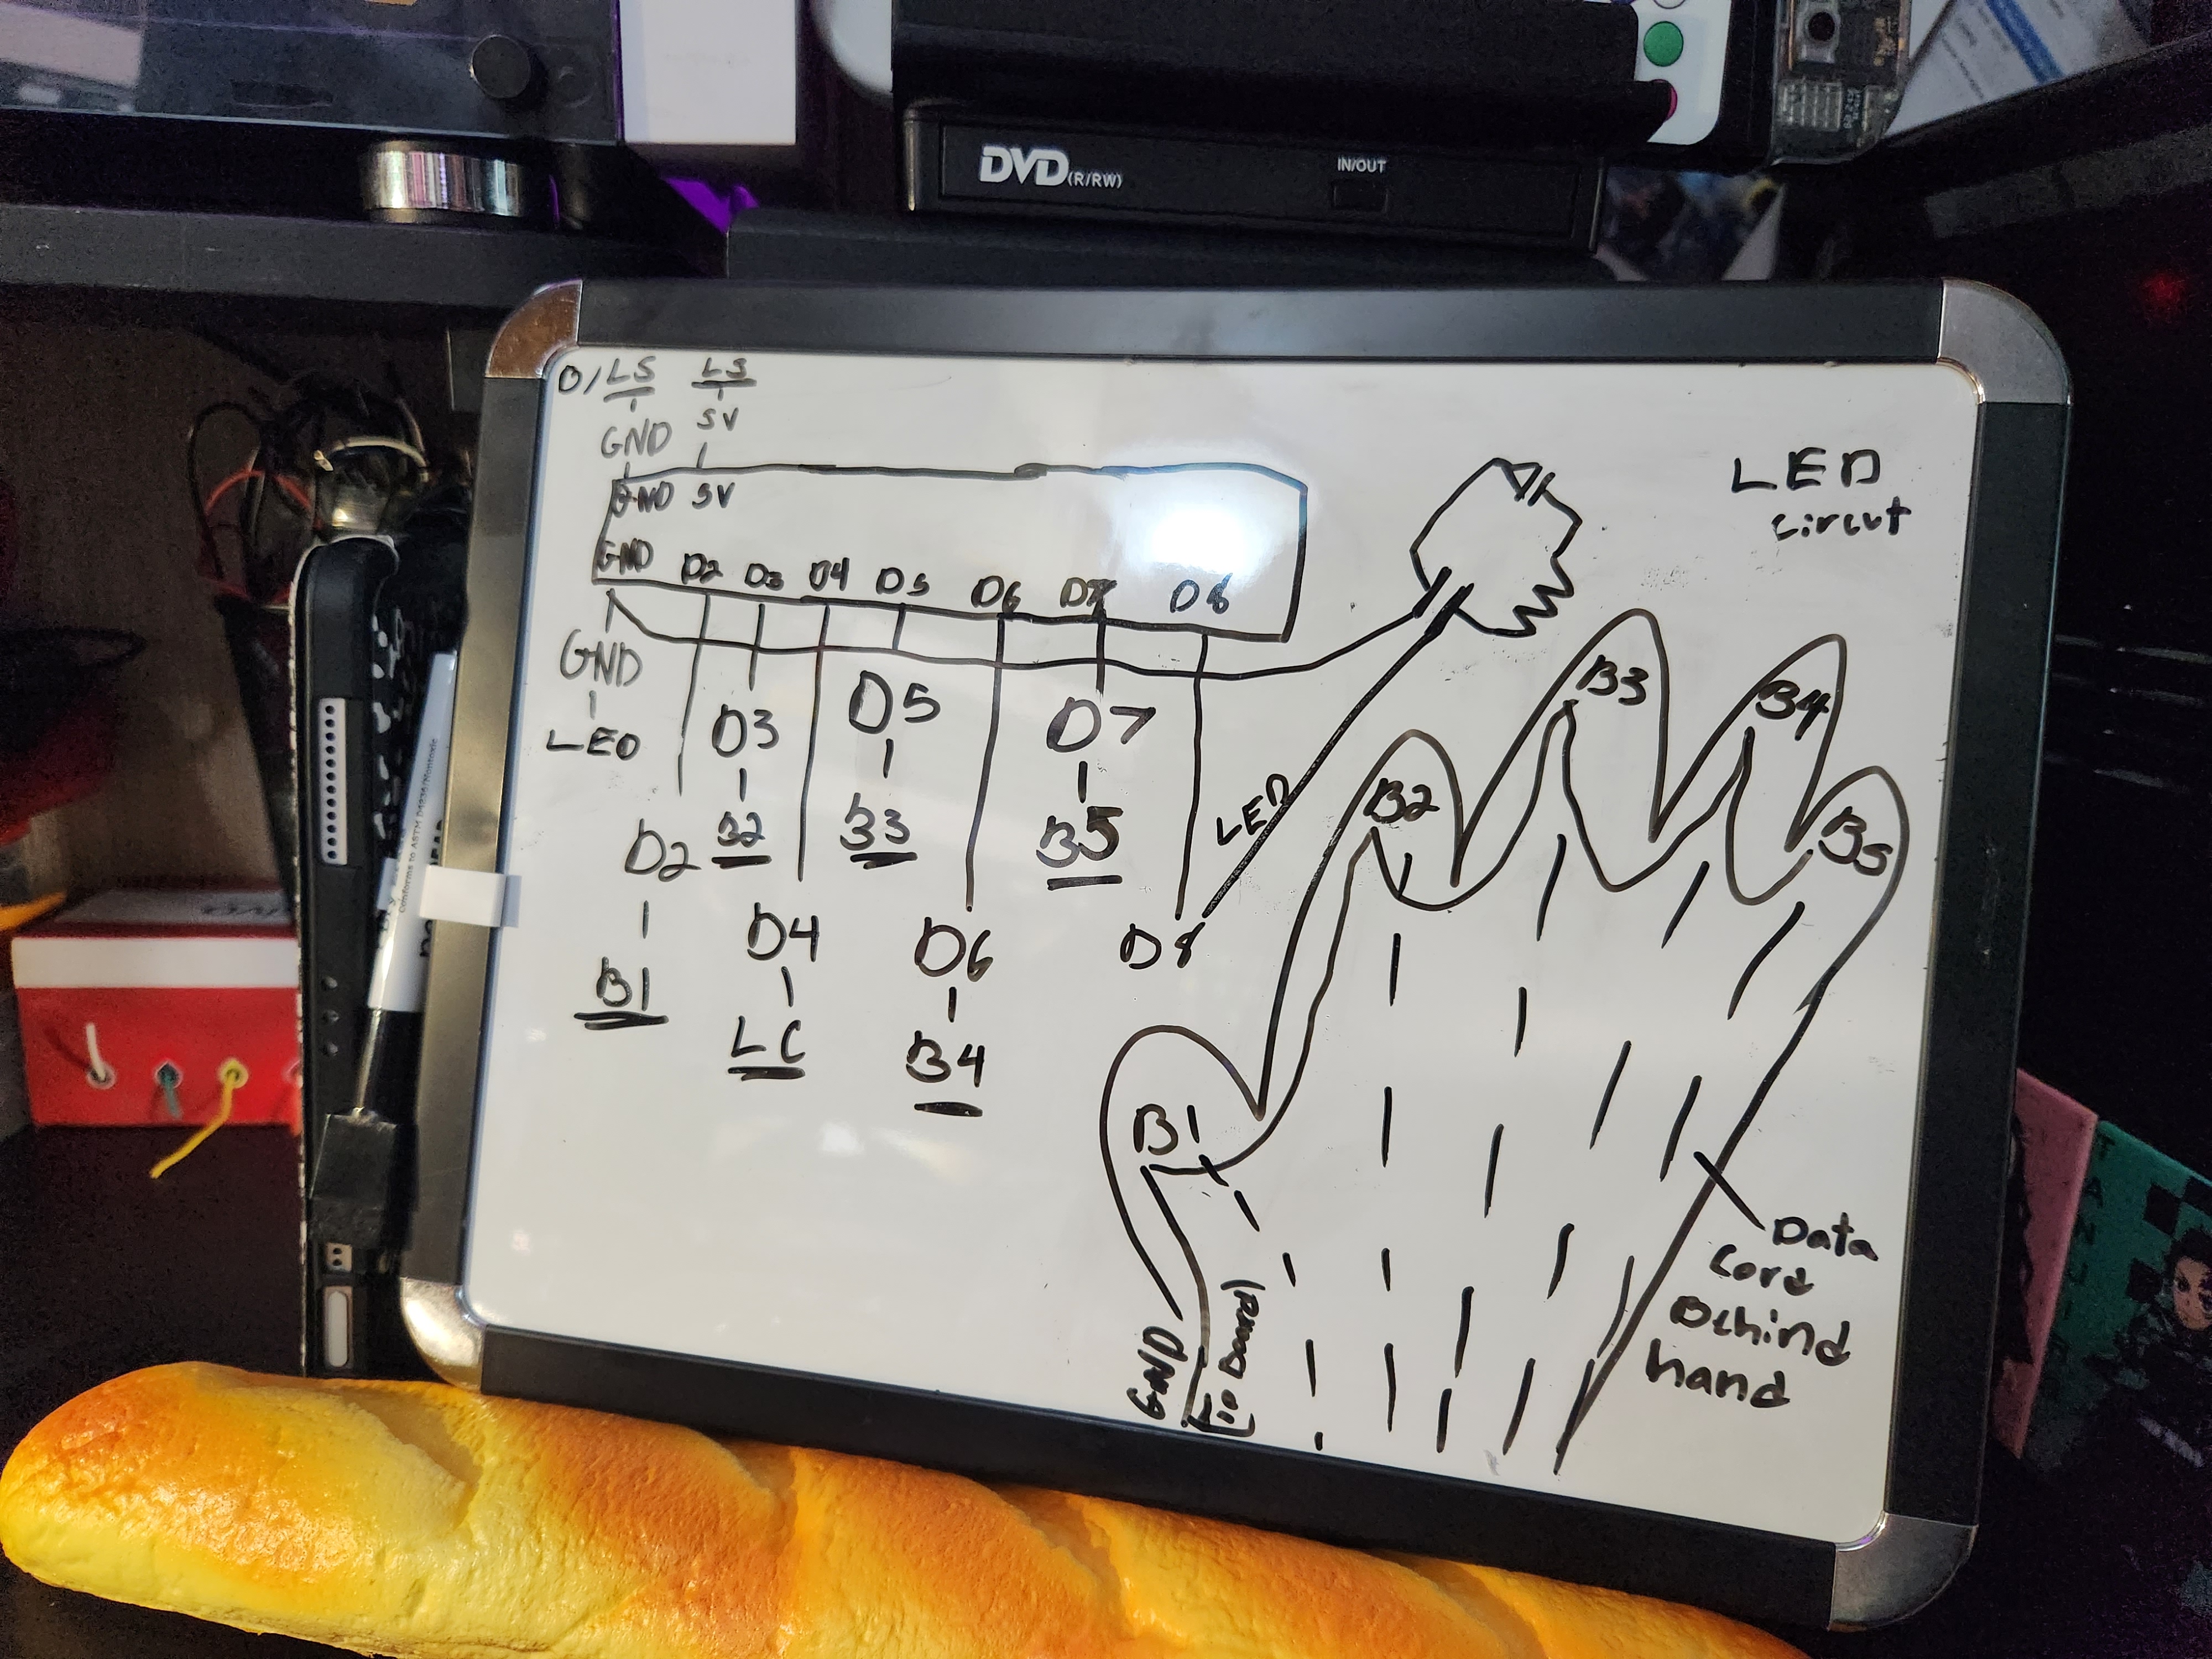 DVD(R/RW)
IN/OUT
B/LS LS
GND 5V
GND 5V
GND D2 D3 D4 D5 D6 D7 D8
GND
LED
D3
B2
D5
B3
D7
B5
D2
B1
D4
LC
D6
B4
D8
LED
LED
Circut
B1
B2
B3
B4
B5
GND
(To Board)
Data
Cord
Behind
hand